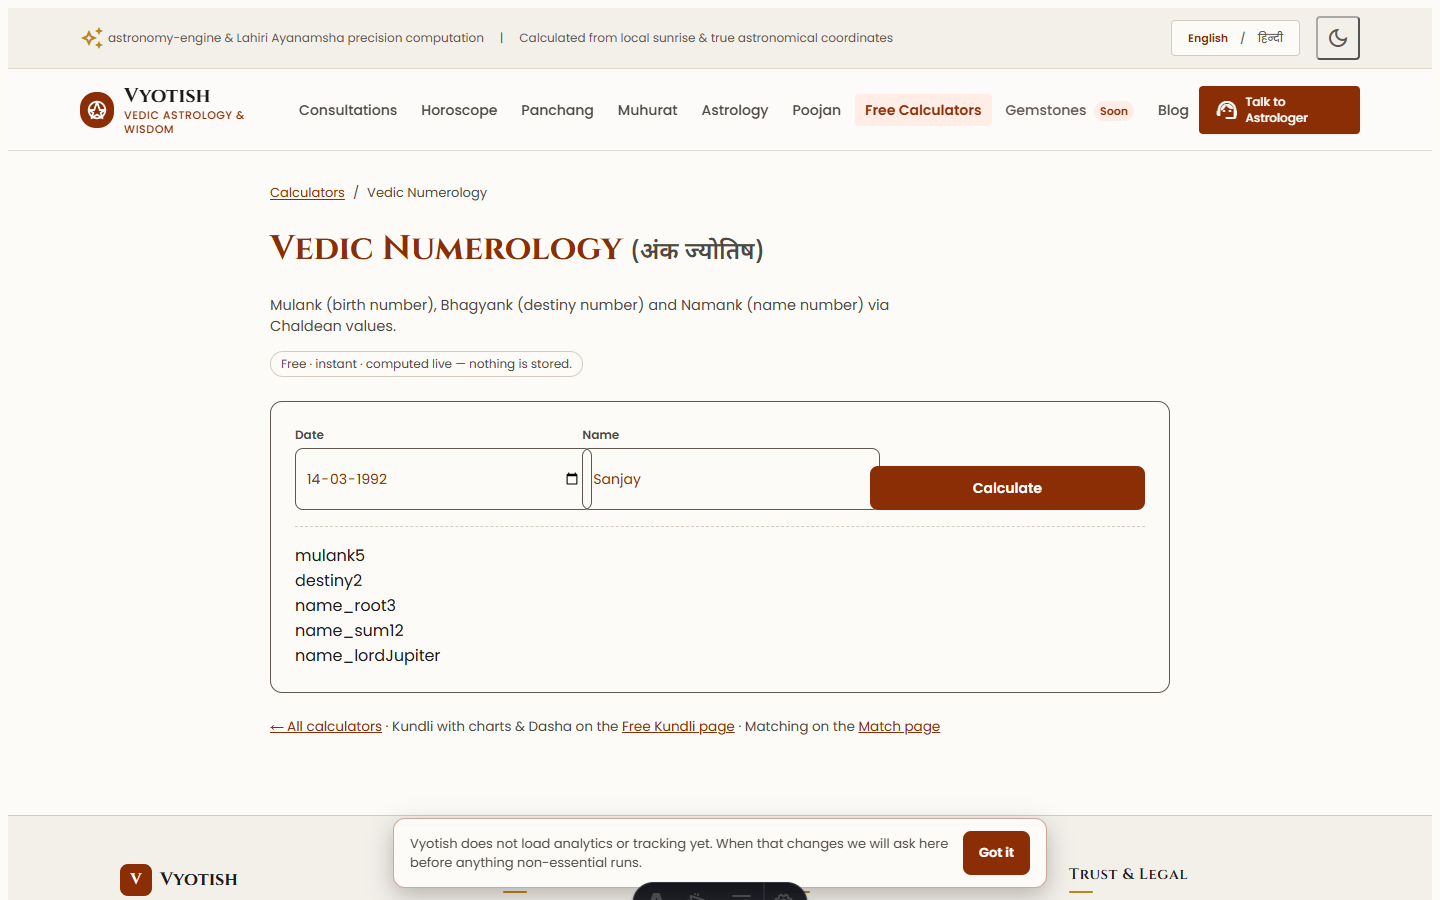 astronomy-engine & Lahiri Ayanamsha precision computation | Calculated from local sunrise & true astronomical coordinates
English / हिन्दी
Vyotish
VEDIC ASTROLOGY & WISDOM
Consultations Horoscope Panchang Muhurat Astrology Poojan Free Calculators Gemstones Soon Blog
Talk to Astrologer
Calculators / Vedic Numerology
Vedic Numerology (अंक ज्योतिष)
Mulank (birth number), Bhagyank (destiny number) and Namank (name number) via
Chaldean values.
Free · instant · computed live — nothing is stored.
Date Name
14-03-1992 Sanjay
Calculate
mulank5
destiny2
name_root3
name_sum12
name_lordJupiter
← All calculators · Kundli with charts & Dasha on the Free Kundli page · Matching on the Match page
Vyotish does not load analytics or tracking yet. When that changes we will ask here
before anything non-essential runs.
Got it
V Vyotish
Trust & Legal